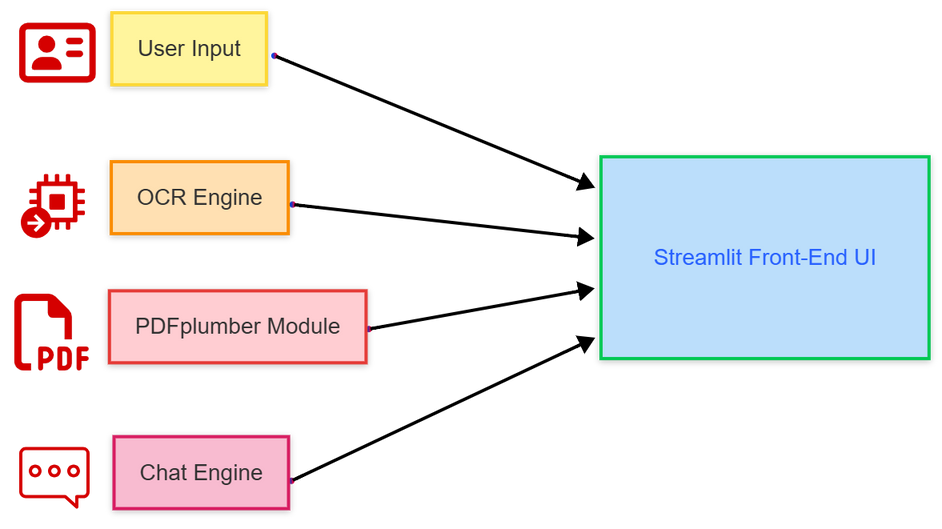 User Input
OCR Engine
Streamlit Front-End UI
PDFplumber Module
PDF
Chat Engine